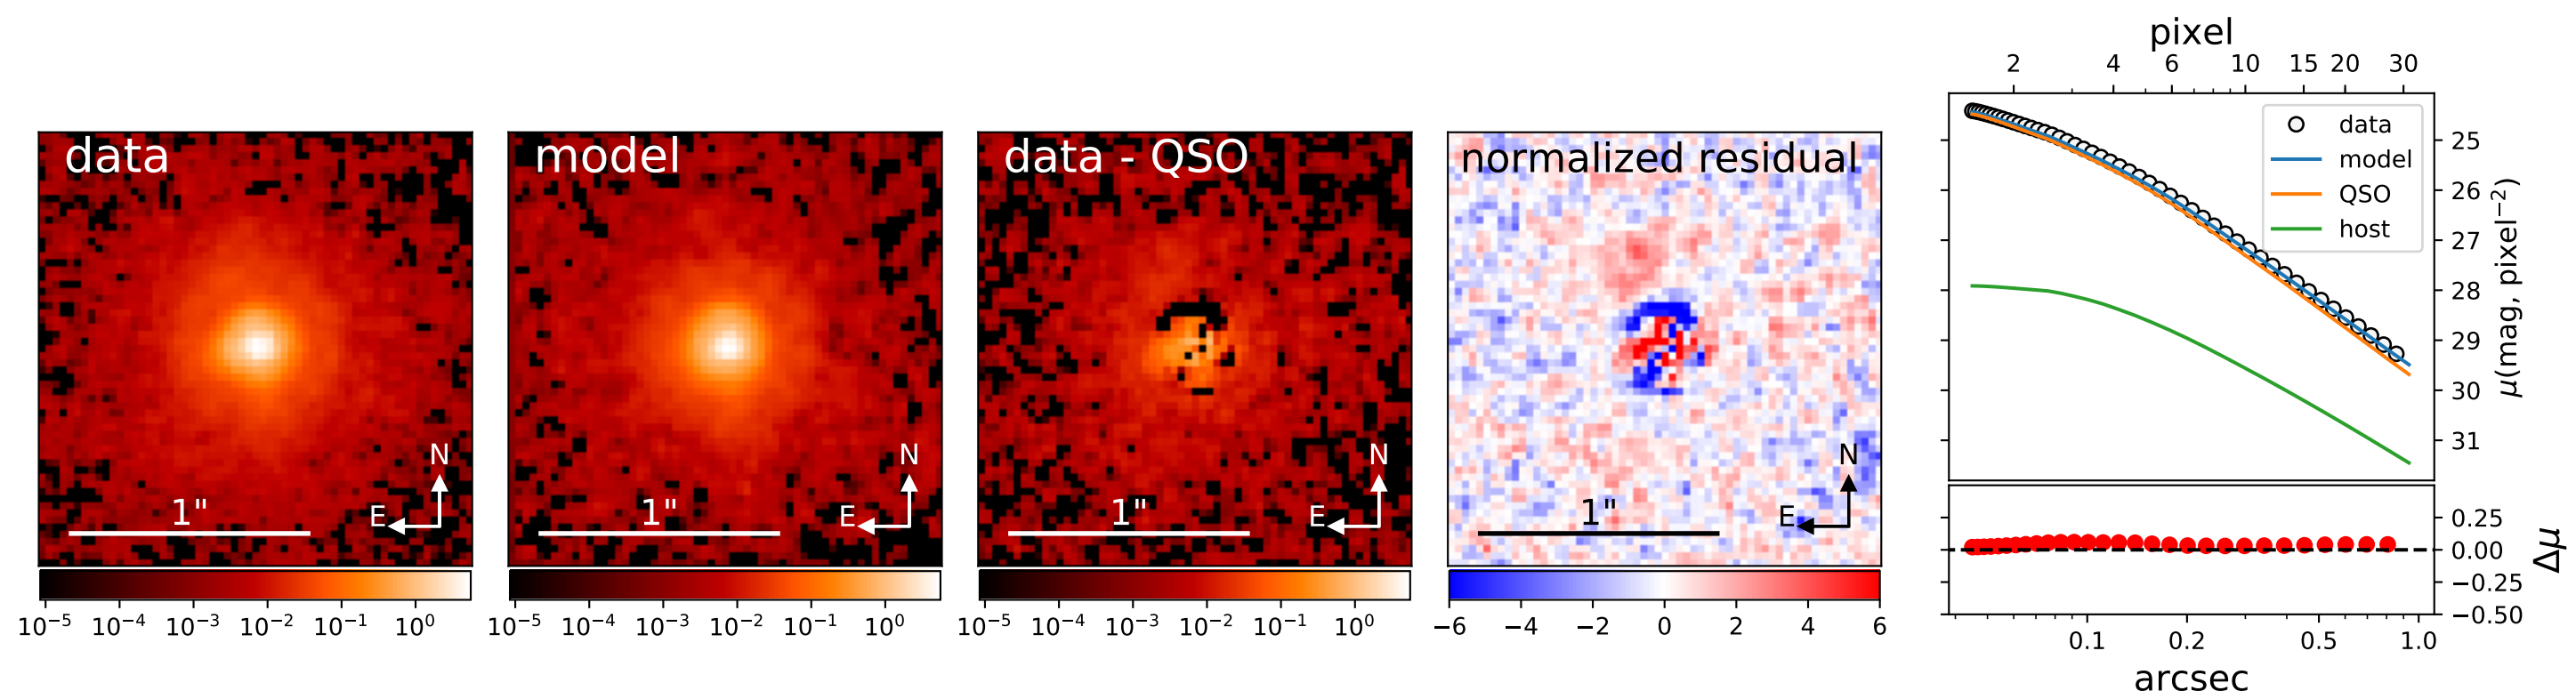 data
N
E
1"
10⁻⁵ 10⁻⁴ 10⁻³ 10⁻² 10⁻¹ 10⁰
model
N
E
1"
10⁻⁵ 10⁻⁴ 10⁻³ 10⁻² 10⁻¹ 10⁰
data - QSO
N
E
1"
10⁻⁵ 10⁻⁴ 10⁻³ 10⁻² 10⁻¹ 10⁰
normalized residual
N
E
1"
−6 −4 −2 0 2 4 6
pixel
2 4 6 10 15 20 30
data
model
QSO
host
25
26
27
28
29
30
31
μ(mag, pixel⁻²)
0.25
0.00
−0.25
−0.50
Δμ
0.1 0.2 0.5 1.0
arcsec